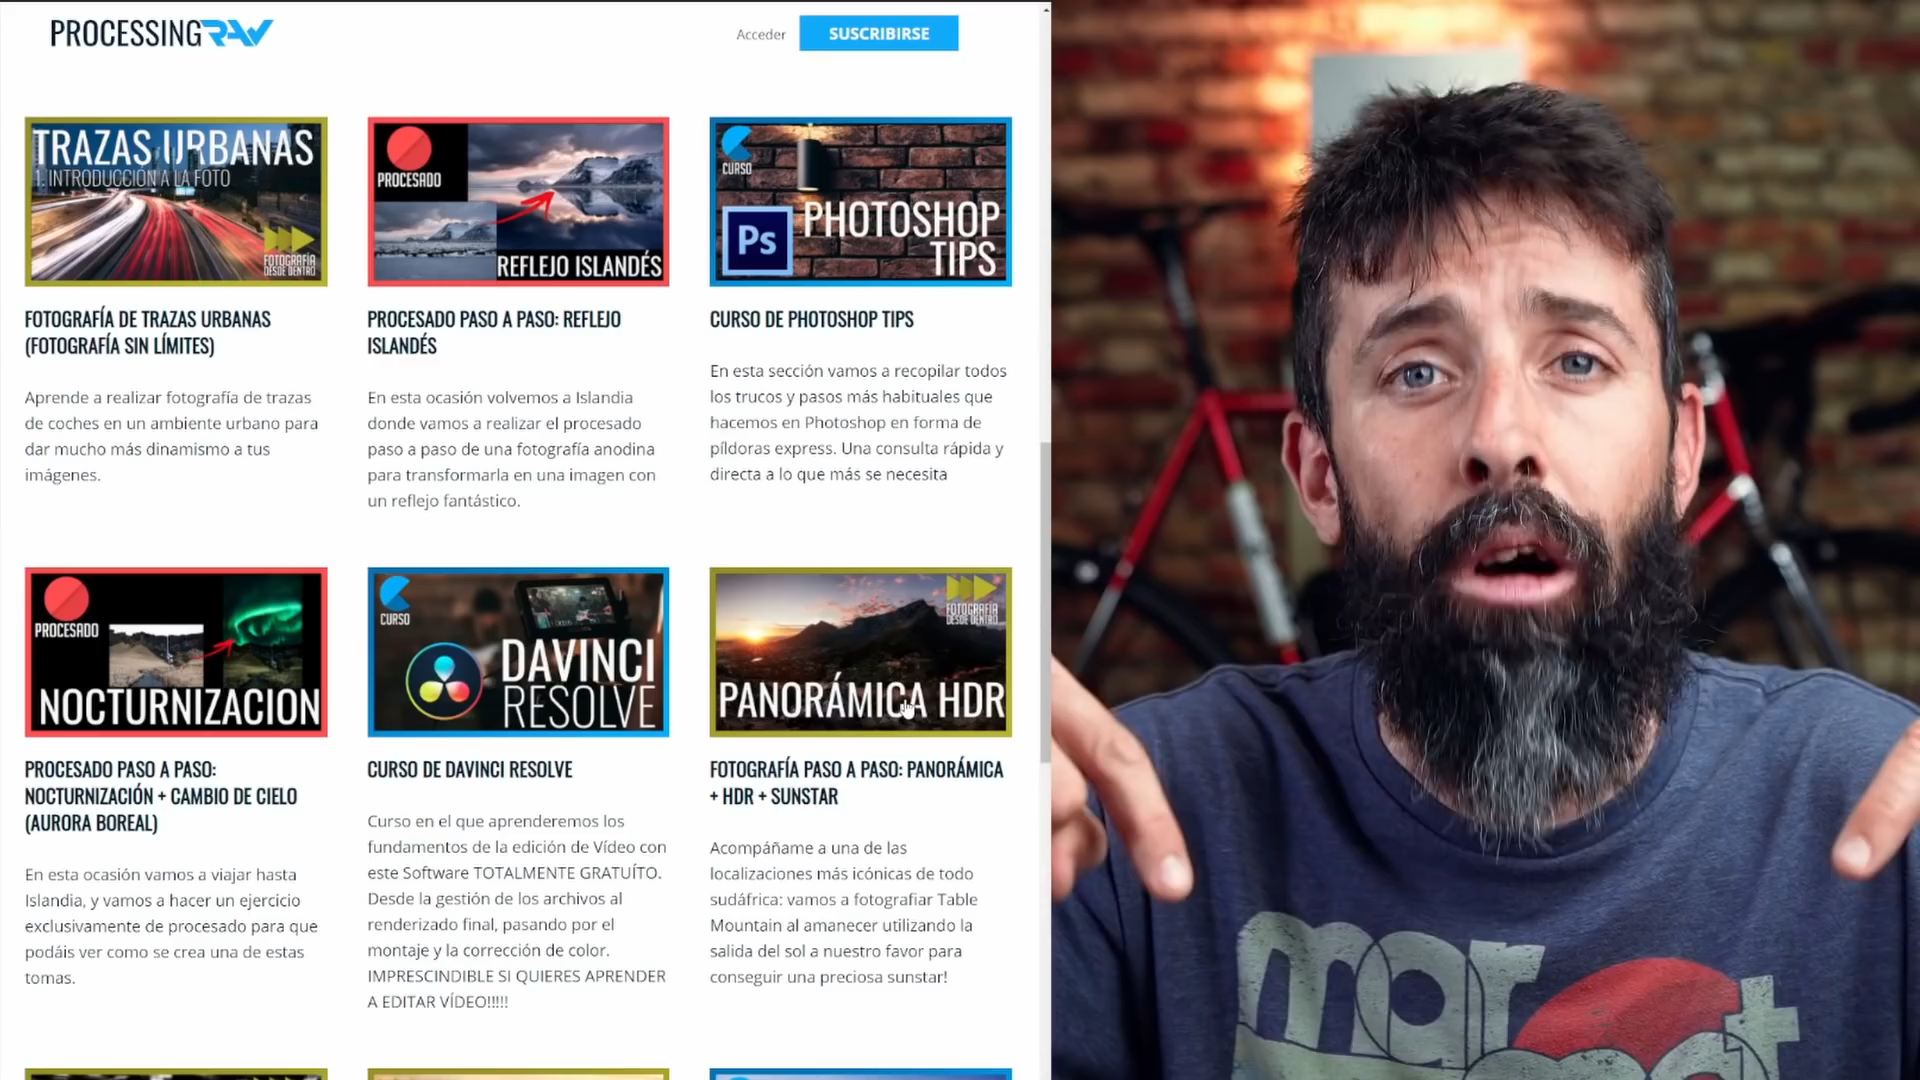 PROCESSINGRAW
Acceder
SUSCRIBIRSE
TRAZAS URBANAS
1. INTRODUCCIÓN A LA FOTO
FOTOGRAFÍA
DESDE DENTRO
FOTOGRAFÍA DE TRAZAS URBANAS
(FOTOGRAFÍA SIN LÍMITES)
Aprende a realizar fotografía de trazas
de coches en un ambiente urbano para
dar mucho más dinamismo a tus
imágenes.
PROCESADO
REFLEJO ISLANDÉS
PROCESADO PASO A PASO: REFLEJO
ISLANDÉS
En esta ocasión volvemos a Islandia
donde vamos a realizar el procesado
paso a paso de una fotografía anodina
para transformarla en una imagen con
un reflejo fantástico.
CURSO
Ps
PHOTOSHOP
TIPS
CURSO DE PHOTOSHOP TIPS
En esta sección vamos a recopilar todos
los trucos y pasos más habituales que
hacemos en Photoshop en forma de
píldoras express. Una consulta rápida y
directa a lo que más se necesita
PROCESADO
NOCTURNIZACION
PROCESADO PASO A PASO:
NOCTURNIZACIÓN + CAMBIO DE CIELO
(AURORA BOREAL)
En esta ocasión vamos a viajar hasta
Islandia, y vamos a hacer un ejercicio
exclusivamente de procesado para que
podáis ver como se crea una de estas
tomas.
CURSO
DAVINCI
RESOLVE
CURSO DE DAVINCI RESOLVE
Curso en el que aprenderemos los
fundamentos de la edición de Vídeo con
este Software TOTALMENTE GRATUÍTO.
Desde la gestión de los archivos al
renderizado final, pasando por el
montaje y la corrección de color.
IMPRESCINDIBLE SI QUIERES APRENDER
A EDITAR VÍDEO!!!!!
FOTOGRAFÍA
DESDE DENTRO
PANORÁMICA HDR
FOTOGRAFÍA PASO A PASO: PANORÁMICA
+ HDR + SUNSTAR
Acompáñame a una de las
localizaciones más icónicas de todo
sudáfrica: vamos a fotografiar Table
Mountain al amanecer utilizando la
salida del sol a nuestro favor para
conseguir una preciosa sunstar!